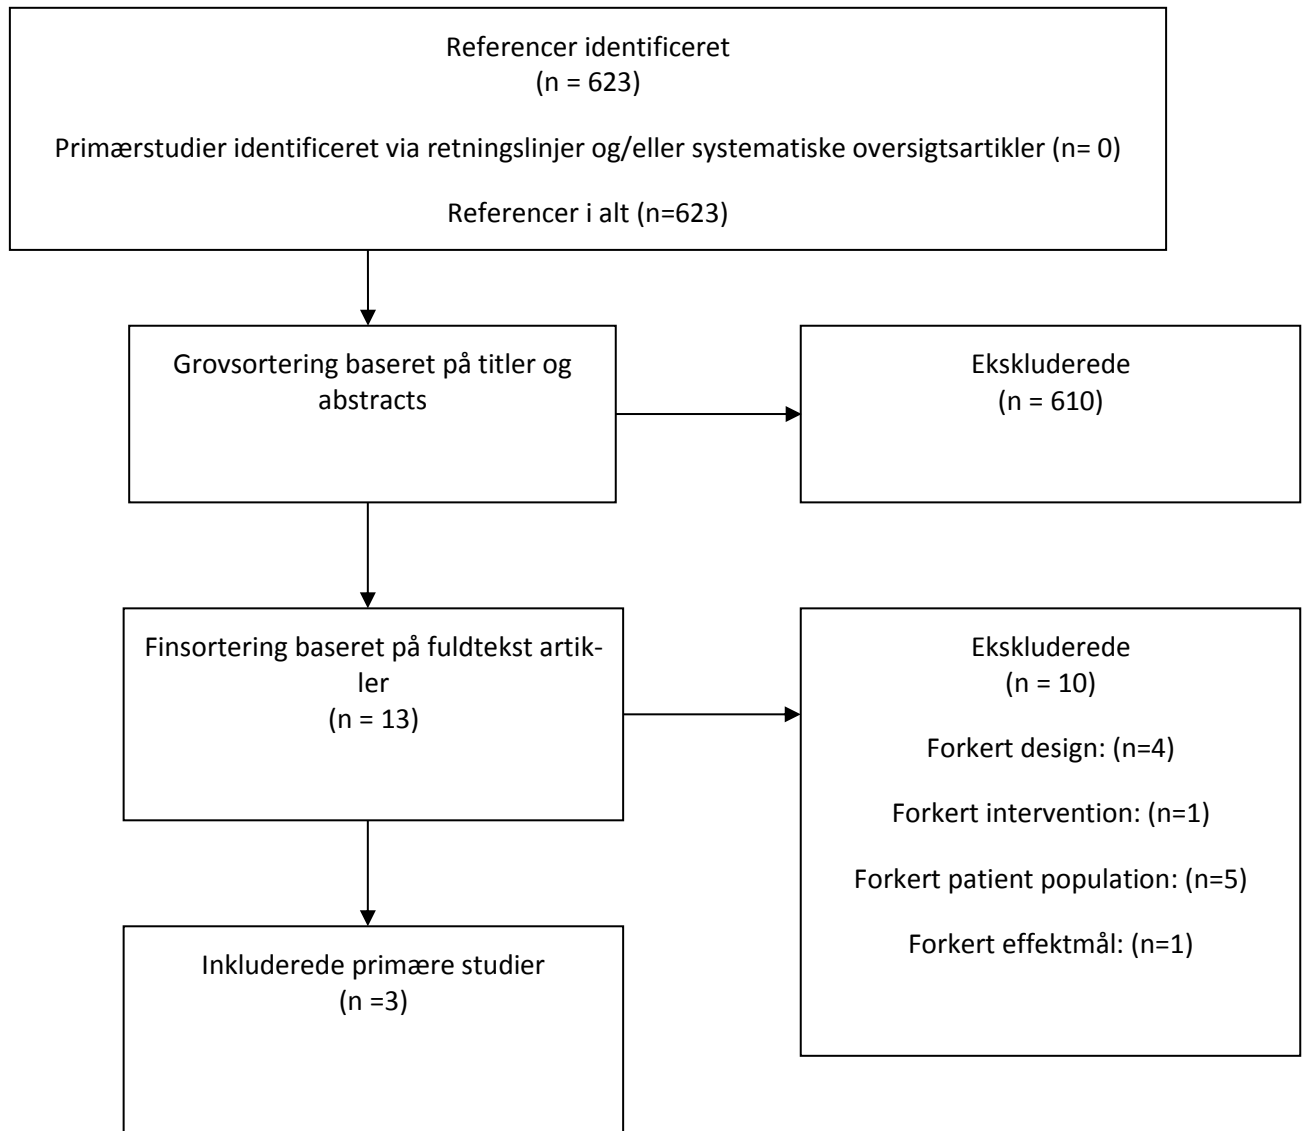 Referencer identificeret
(n = 623)
Primærstudier identificeret via retningslinjer og/eller systematiske oversigtsartikler (n= 0)
Referencer i alt (n=623)
Grovsortering baseret på titler og
abstracts
Ekskluderede
(n = 610)
Finsortering baseret på fuldtekst artik-
ler
(n = 13)
Ekskluderede
(n = 10)
Forkert design: (n=4)
Forkert intervention: (n=1)
Forkert patient population: (n=5)
Forkert effektmål: (n=1)
Inkluderede primære studier
(n =3)